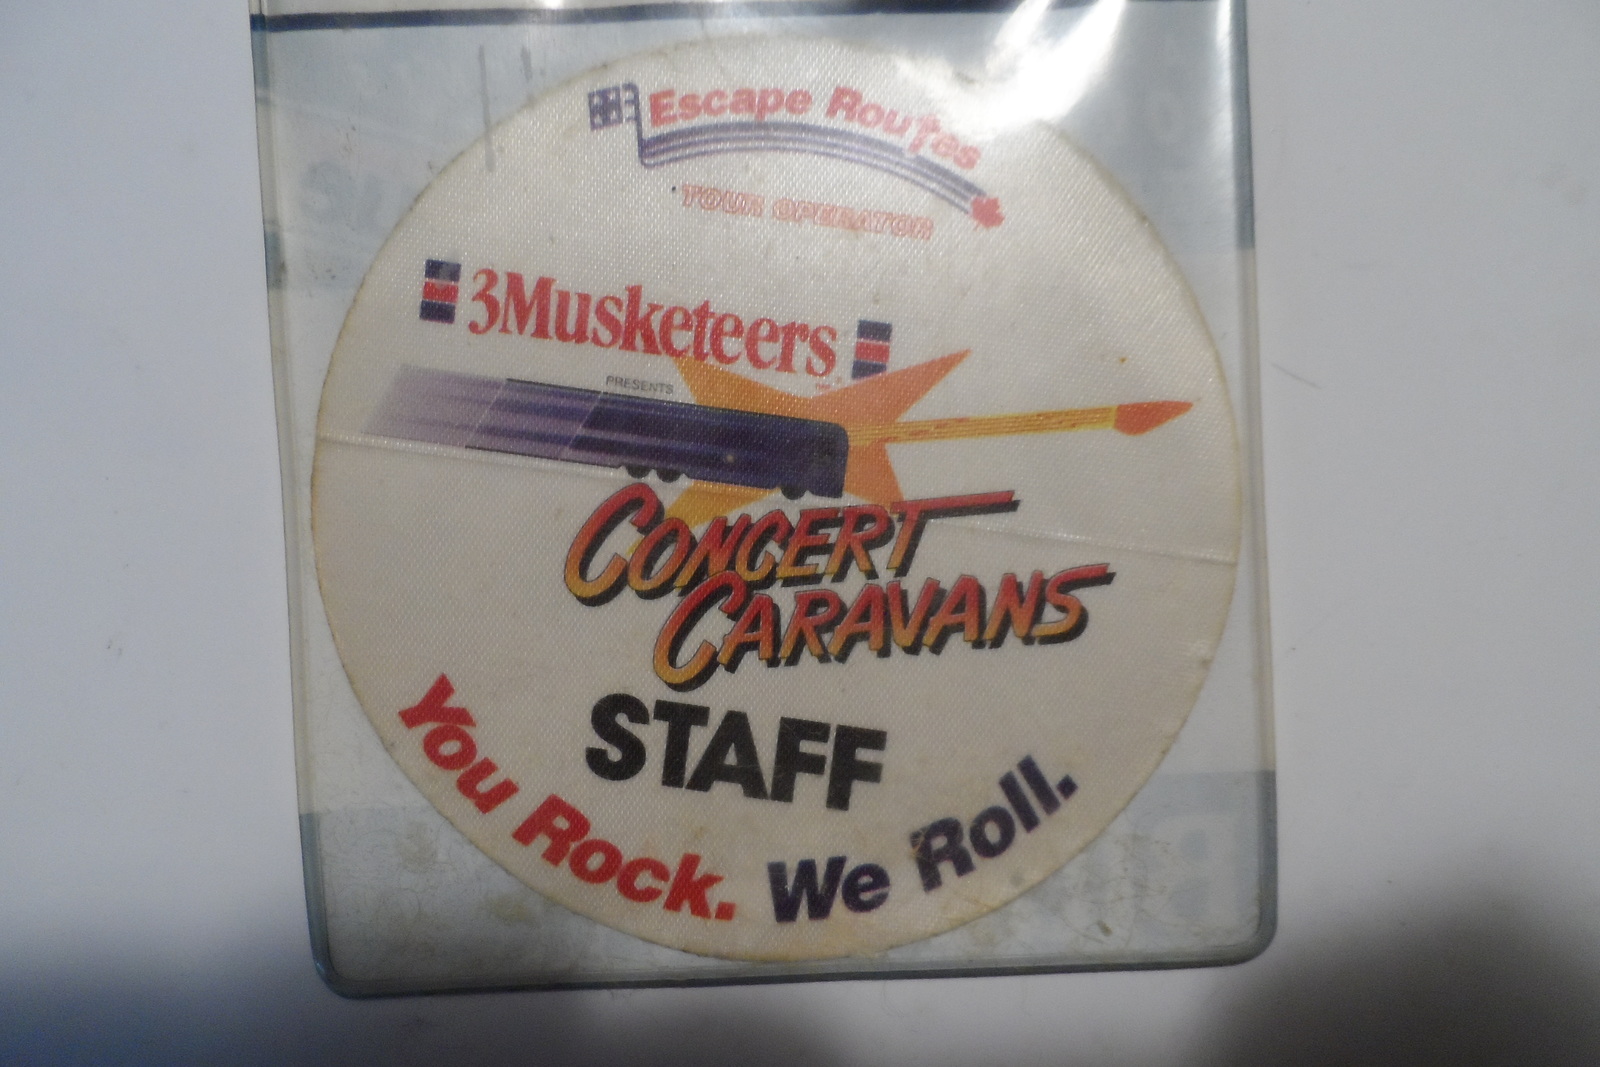 Escape Routes
TOUR OPERATOR
3Musketeers
PRESENTS
CONCERT
CARAVANS
STAFF
You Rock. We Roll.